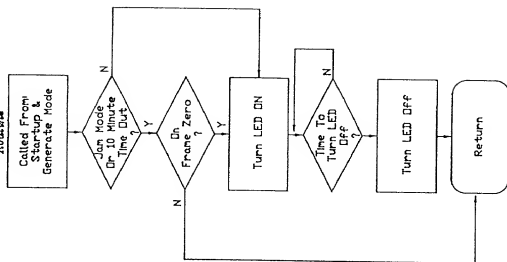 Called From:
Startup &
Generate Mode
Jam Mode
Or 10 Minute
Time Out
?
N
Y
On
Frame Zero
?
N
Y
Turn LED ON
Time To
Turn LED
Off
?
N
Turn LED Off
Return